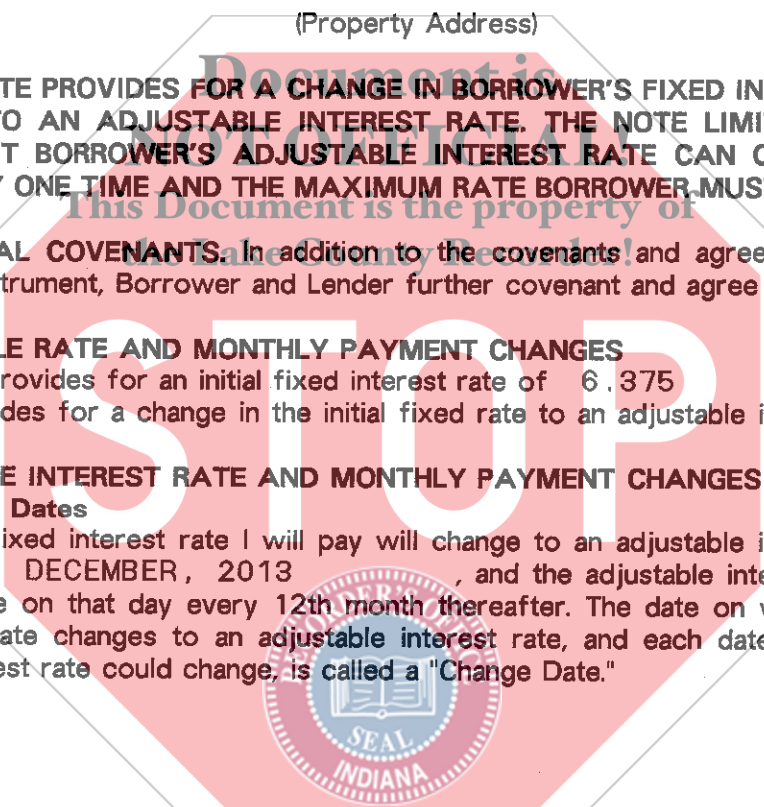 (Property Address)
Document is
TE PROVIDES FOR A CHANGE IN BORROWER'S FIXED IN
O AN ADJUSTABLE INTEREST RATE. THE NOTE LIMI
NOT OFFICIAL!
T BORROWER'S ADJUSTABLE INTEREST RATE CAN C
Y ONE TIME AND THE MAXIMUM RATE BORROWER MUST
This Document is the property of
AL COVENANTS. In addition to the covenants and agree
the Lake County Recorder!
trument, Borrower and Lender further covenant and agree
STOP
LE RATE AND MONTHLY PAYMENT CHANGES
rovides for an initial fixed interest rate of 6.375
des for a change in the initial fixed rate to an adjustable i
E INTEREST RATE AND MONTHLY PAYMENT CHANGES
Dates
ixed interest rate I will pay will change to an adjustable i
DECEMBER, 2013 , and the adjustable inte
e on that day every 12th month thereafter. The date on
ate changes to an adjustable interest rate, and each date
est rate could change, is called a "Change Date."
SEAL
INDIANA